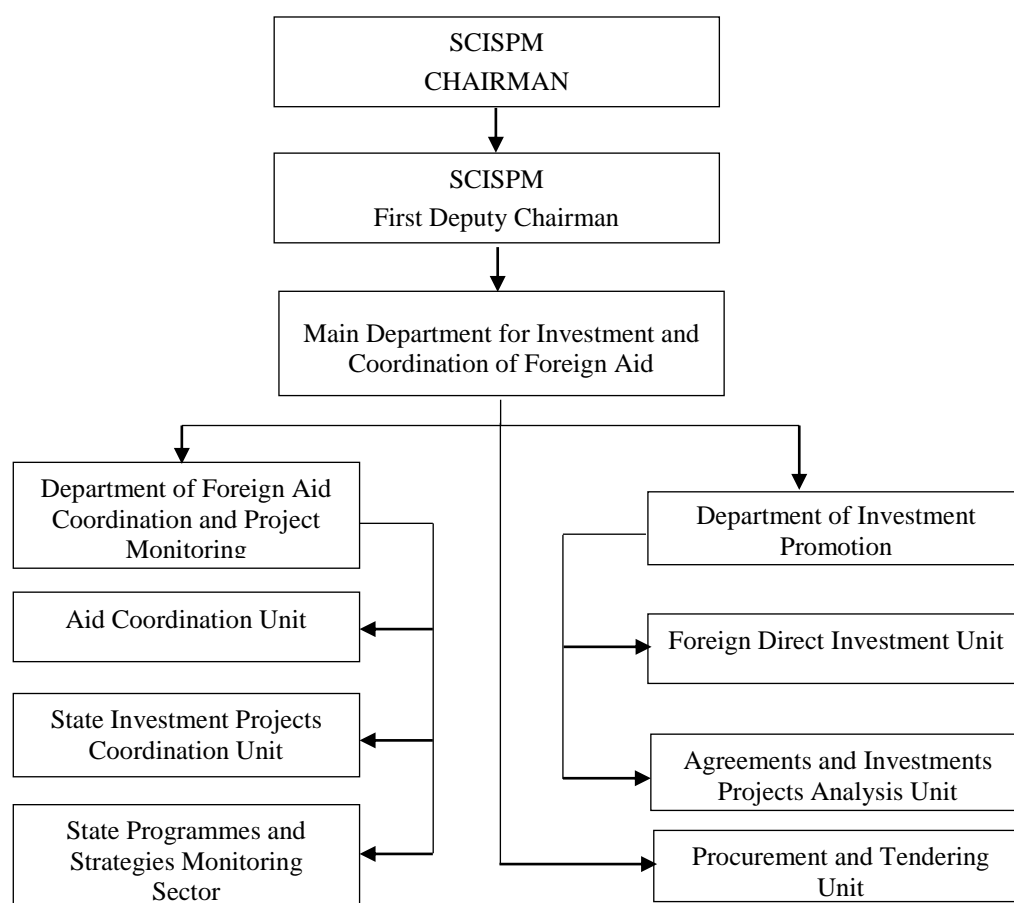 SCISPM
CHAIRMAN
SCISPM
First Deputy Chairman
Main Department for Investment and
Coordination of Foreign Aid
Department of Foreign Aid
Coordination and Project
Monitoring
Aid Coordination Unit
State Investment Projects
Coordination Unit
State Programmes and
Strategies Monitoring
Sector
Department of Investment
Promotion
Foreign Direct Investment Unit
Agreements and Investments
Projects Analysis Unit
Procurement and Tendering
Unit